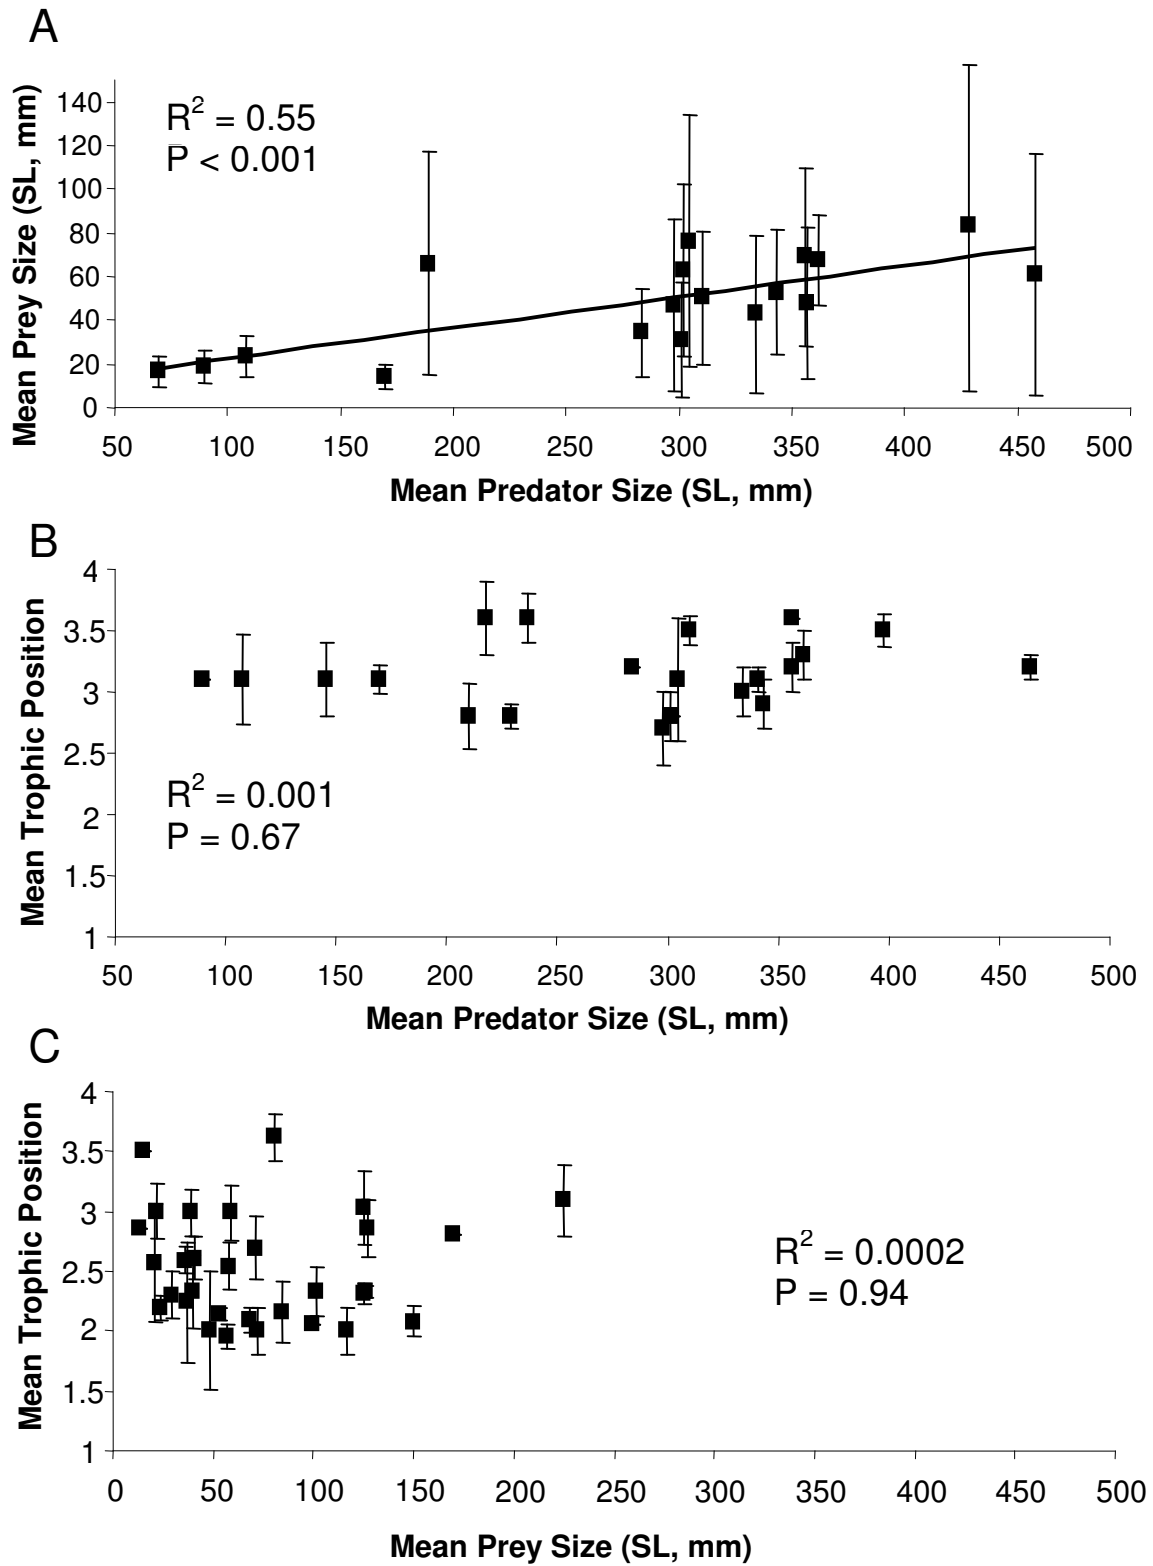 A
Mean Prey Size (SL, mm)
140
120
100
80
60
40
20
0
R² = 0.55
P < 0.001
50 100 150 200 250 300 350 400 450 500
Mean Predator Size (SL, mm)
B
Mean Trophic Position
4
3.5
3
2.5
2
1.5
1
R² = 0.001
P = 0.67
50 100 150 200 250 300 350 400 450 500
Mean Predator Size (SL, mm)
C
Mean Trophic Position
4
3.5
3
2.5
2
1.5
1
R² = 0.0002
P = 0.94
0 50 100 150 200 250 300 350 400 450 500
Mean Prey Size (SL, mm)